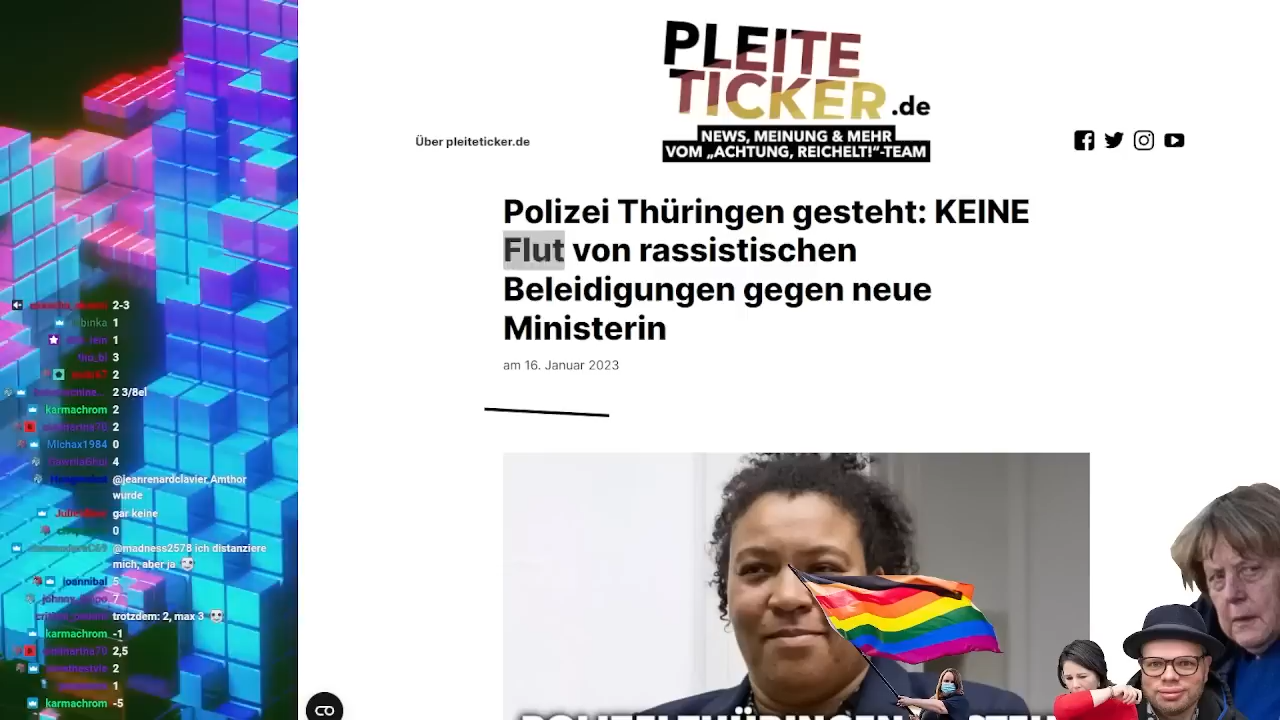 PLEITE
TICKER.de
NEWS, MEINUNG & MEHR
VOM „ACHTUNG, REICHELT!“-TEAM
Über pleiteticker.de
Polizei Thüringen gesteht: KEINE
Flut von rassistischen
Beleidigungen gegen neue
Ministerin
am 16. Januar 2023
2-3
binka 1
1
3
2
2 3/8el
karmachrom 2
2
Michax1984 0
4
@jeanrenardclavier Amthor
wurde
gar keine
0
@madness2578 ich distanziere
mich, aber ja
ioannibal 5
7
trotzdem: 2, max 3
karmachrom -1
2,5
2
1
karmachrom -5